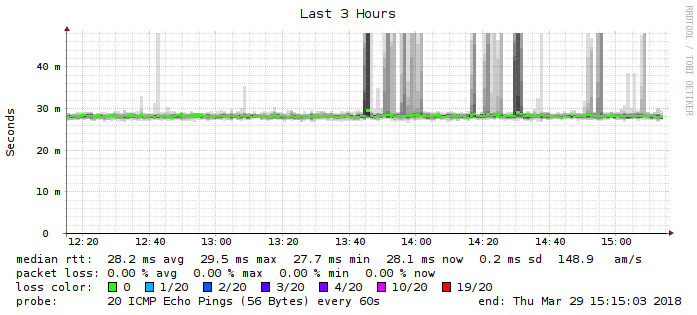 Last 3 Hours
RRDTOOL / TOBI OETIKER
Seconds
40 m
30 m
20 m
10 m
0
12:20 12:40 13:00 13:20 13:40 14:00 14:20 14:40 15:00
median rtt: 28.2 ms avg 29.5 ms max 27.7 ms min 28.1 ms now 0.2 ms sd 148.9 am/s
packet loss: 0.00 % avg 0.00 % max 0.00 % min 0.00 % now
loss color: 0 1/20 2/20 3/20 4/20 10/20 19/20
probe: 20 ICMP Echo Pings (56 Bytes) every 60s end: Thu Mar 29 15:15:03 2018